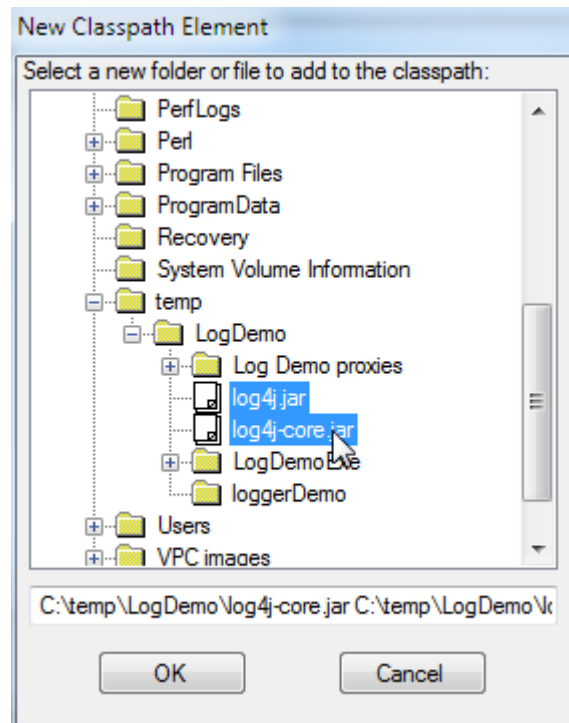 New Classpath Element
Select a new folder or file to add to the classpath:
PerfLogs
Perl
Program Files
ProgramData
Recovery
System Volume Information
temp
LogDemo
Log Demo proxies
log4j.jar
log4j-core.jar
LogDemoExe
loggerDemo
Users
VPC images
C:\temp\LogDemo\log4j-core.jar C:\temp\LogDemo\lo
OK Cancel